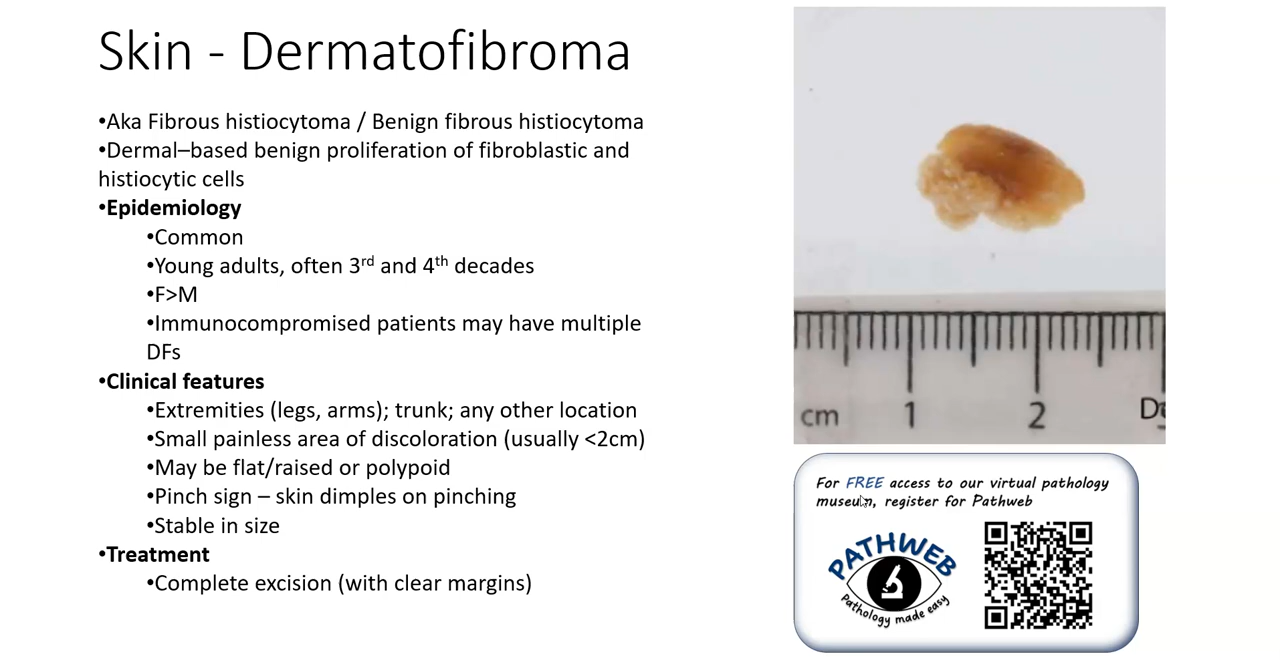 Skin - Dermatofibroma
•Aka Fibrous histiocytoma / Benign fibrous histiocytoma
•Dermal–based benign proliferation of fibroblastic and
histiocytic cells
•Epidemiology
•Common
•Young adults, often 3rd and 4th decades
•F>M
•Immunocompromised patients may have multiple
DFs
•Clinical features
•Extremities (legs, arms); trunk; any other location
•Small painless area of discoloration (usually <2cm)
•May be flat/raised or polypoid
•Pinch sign – skin dimples on pinching
•Stable in size
•Treatment
•Complete excision (with clear margins)
cm 1 2
For FREE access to our virtual pathology
museum, register for Pathweb
PATHWEB
Pathology made easy